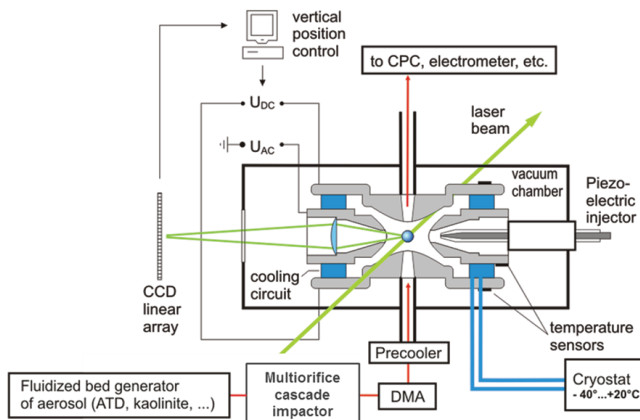 vertical
position
control
to CPC, electrometer, etc.
UDC
laser
beam
UAC
vacuum
chamber
Piezo-
electric
injector
cooling
circuit
CCD
linear
array
temperature
sensors
Precooler
Fluidized bed generator
of aerosol (ATD, kaolinite, ...)
Multiorifice
cascade
impactor
DMA
Cryostat
- 40°...+20°C